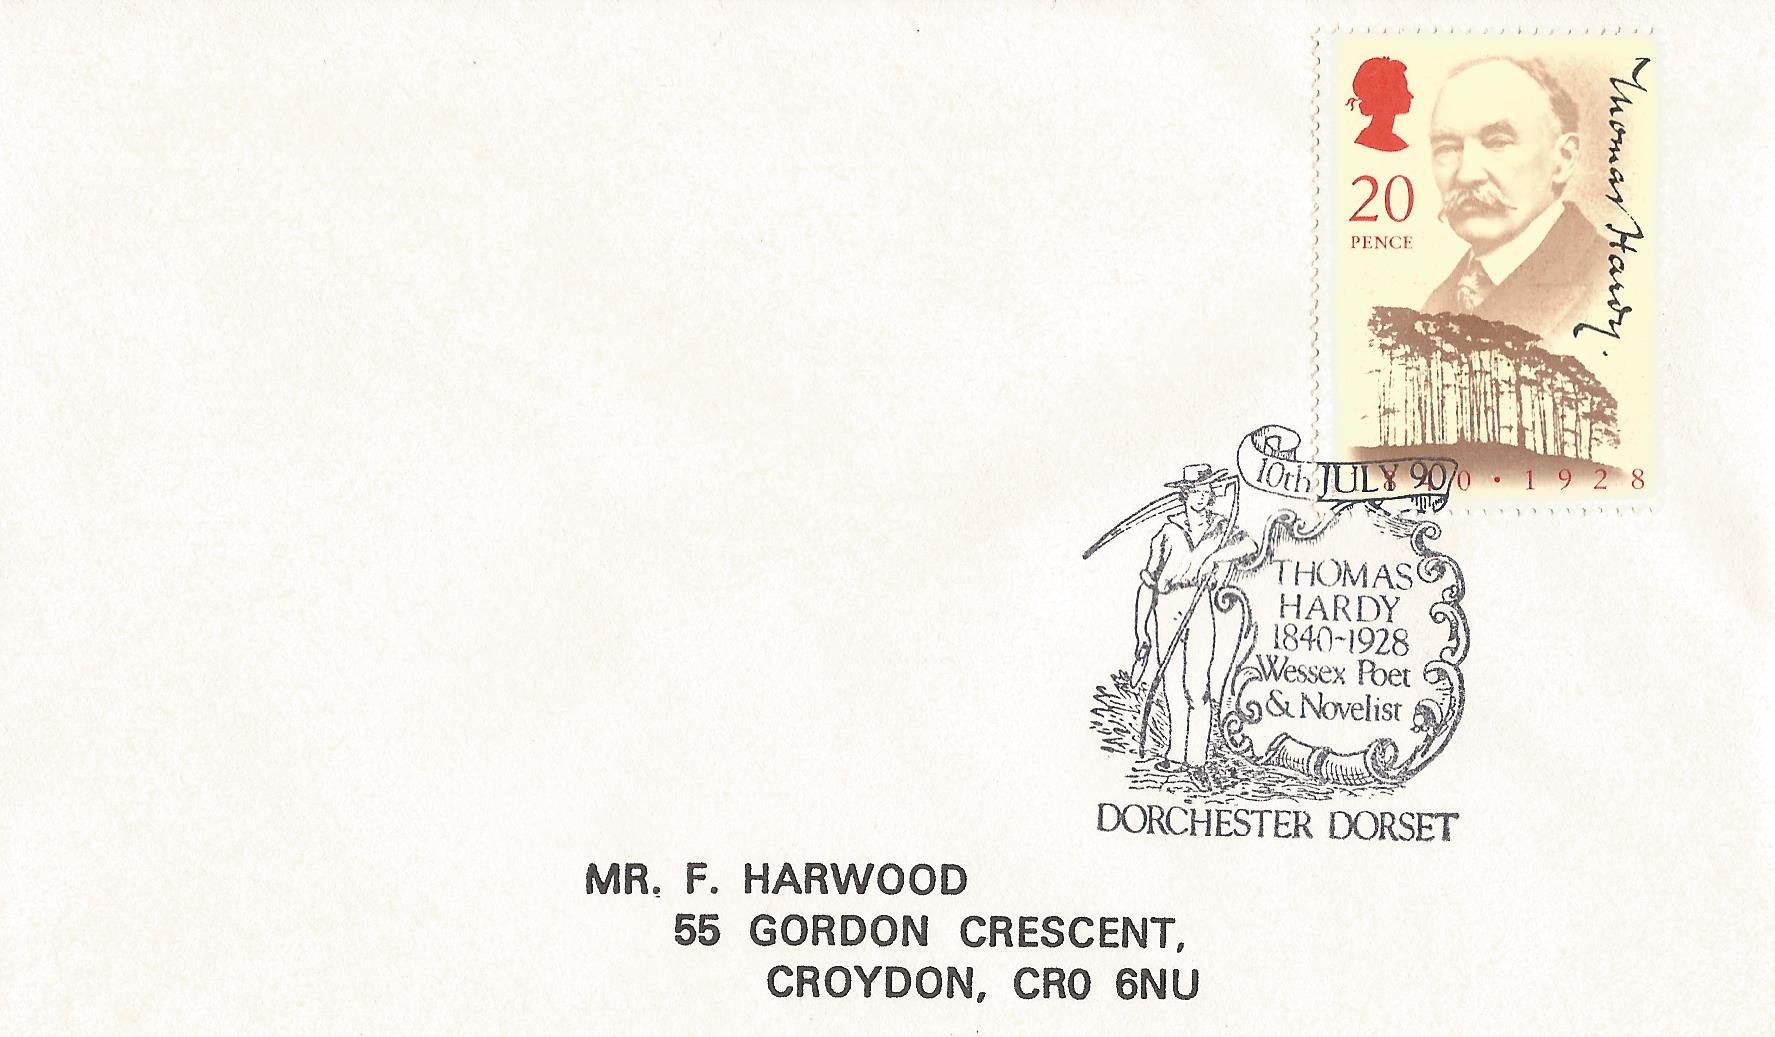 Thomas Hardy.
20
PENCE
1840 · 1928
10th JULY 90
THOMAS
HARDY
1840~1928
Wessex Poet
& Novelist
DORCHESTER DORSET
MR. F. HARWOOD
55 GORDON CRESCENT,
CROYDON, CR0 6NU